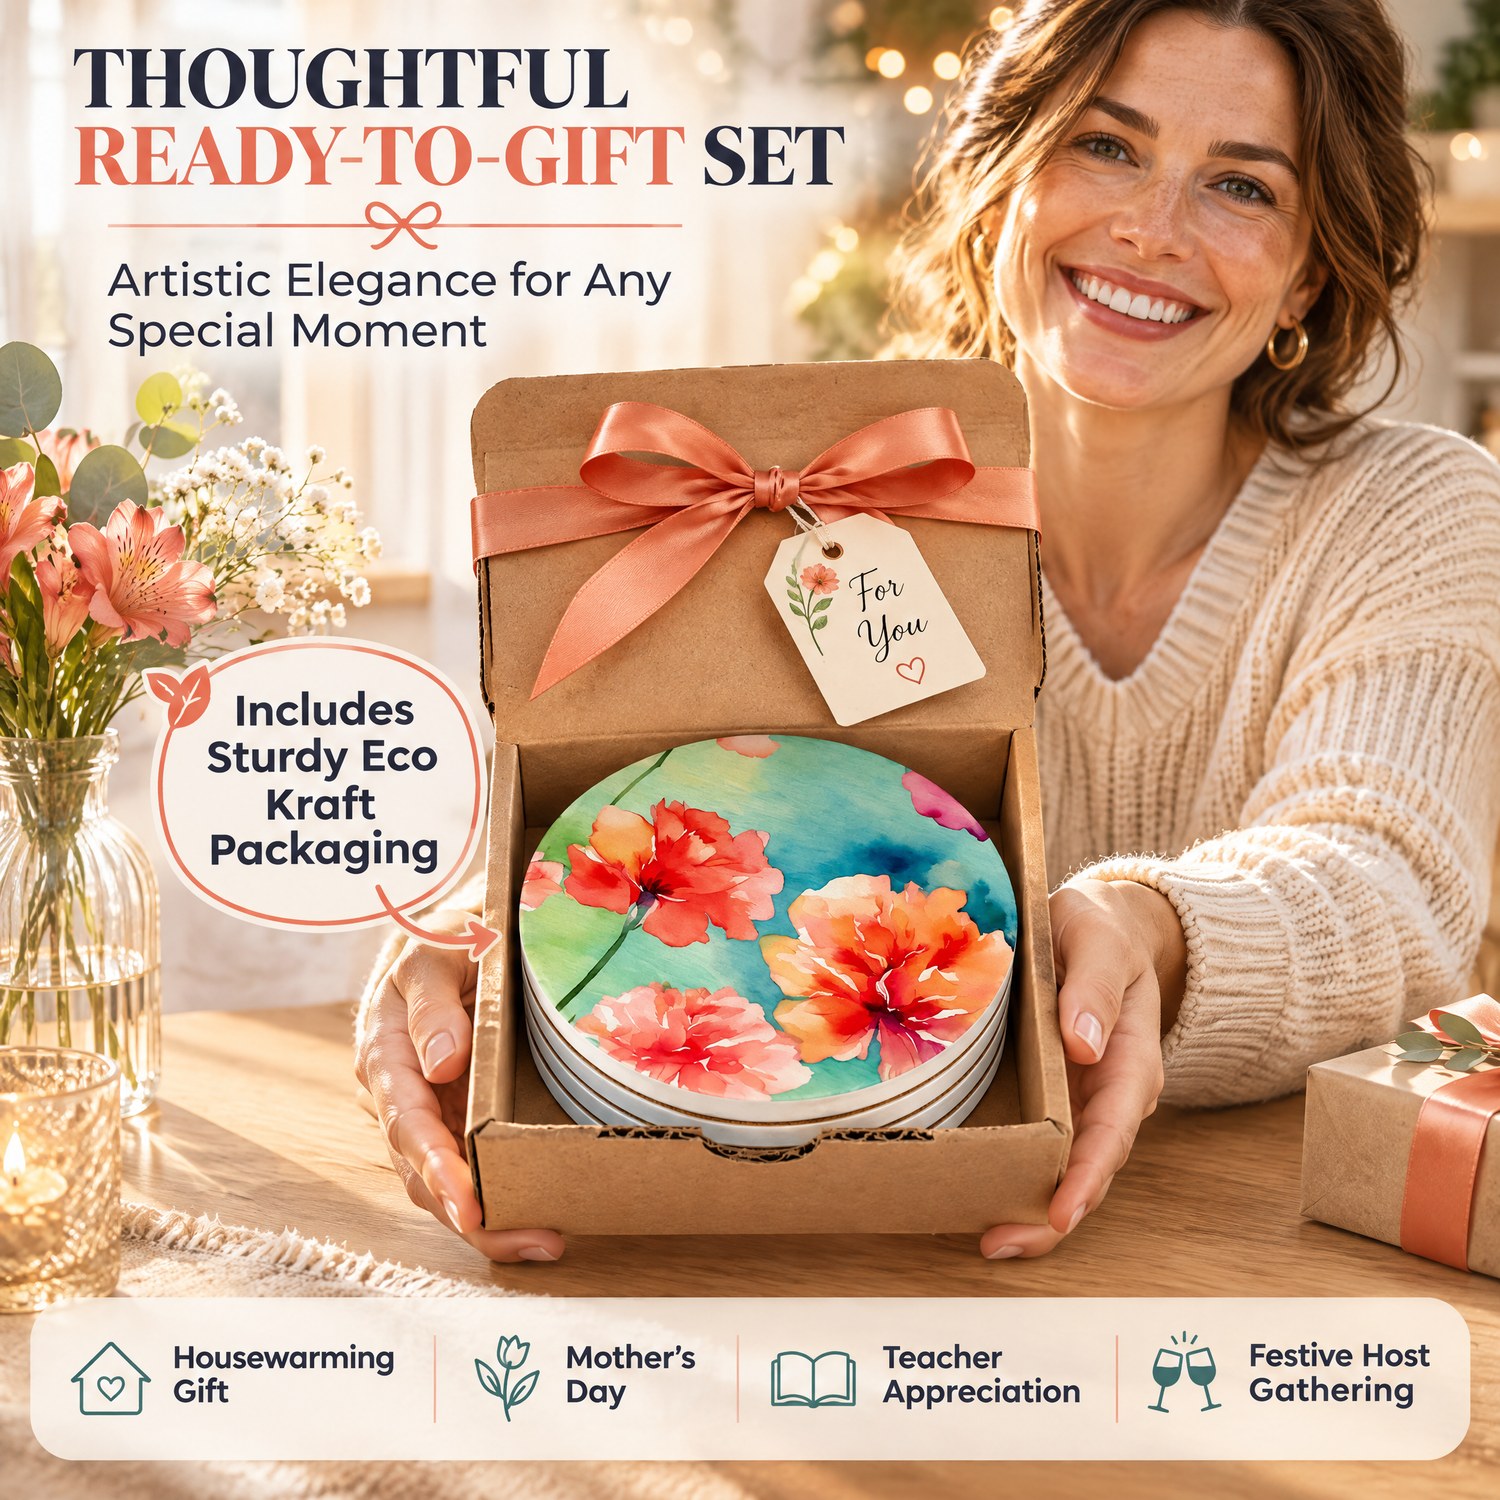 THOUGHTFUL
READY-TO-GIFT SET
Artistic Elegance for Any
Special Moment
For
You
Includes
Sturdy Eco
Kraft
Packaging
Housewarming
Gift
Mother's
Day
Teacher
Appreciation
Festive Host
Gathering